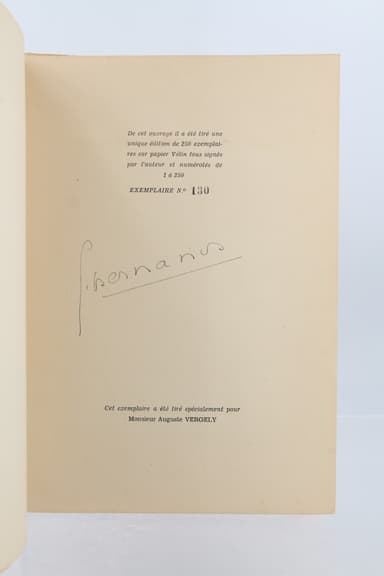 De cet ouvrage il a été tiré une
unique édition de 250 exemplai-
res sur papier Vélin tous signés
par l'auteur et numérotés de
1 à 250
EXEMPLAIRE N.º 130
G. Bernanos
Cet exemplaire a été tiré spécialement pour
Monsieur Auguste VERGELY